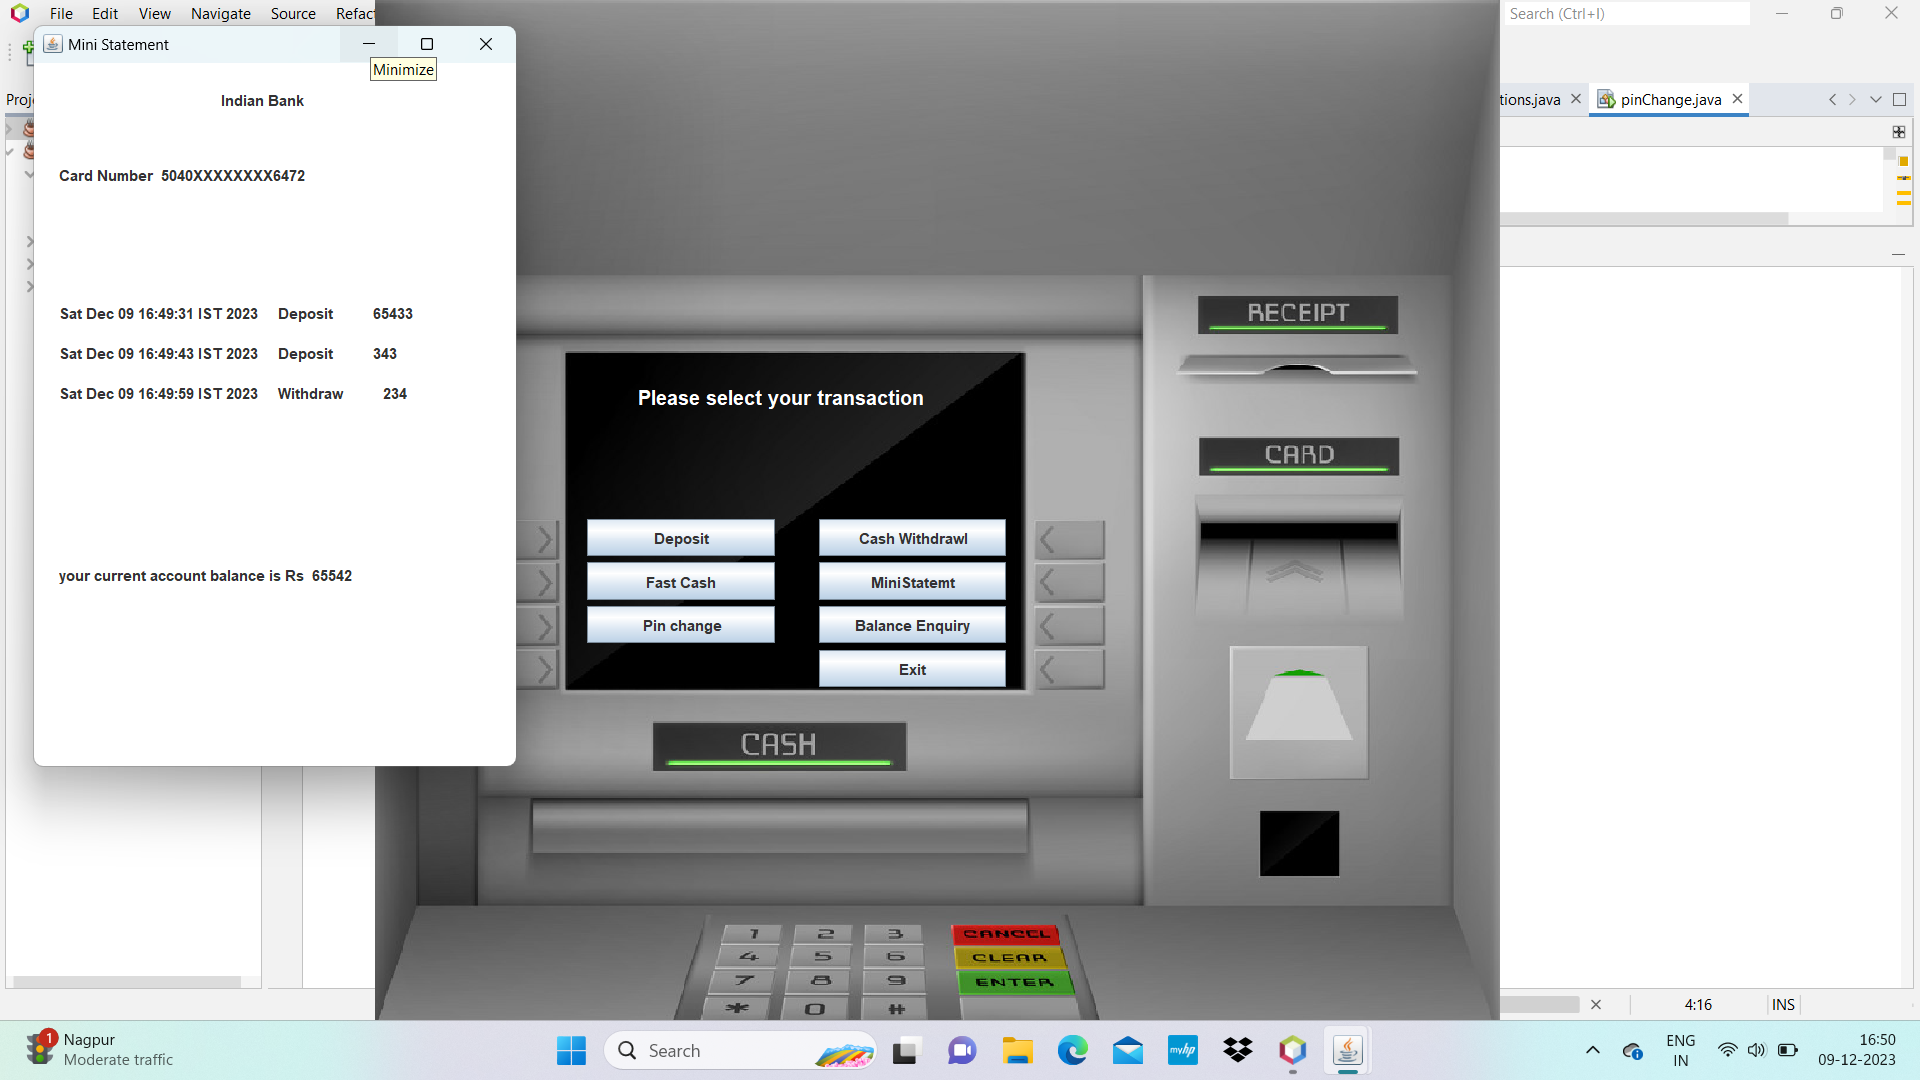 File Edit View Navigate Source Refact
Search (Ctrl+I)
Mini Statement
Minimize
Proj
tions.java
pinChange.java
Indian Bank
Card Number 5040XXXXXXXX6472
Sat Dec 09 16:49:31 IST 2023 Deposit 65433
Sat Dec 09 16:49:43 IST 2023 Deposit 343
Sat Dec 09 16:49:59 IST 2023 Withdraw 234
your current account balance is Rs 65542
Please select your transaction
Deposit
Cash Withdrawl
Fast Cash
MiniStatemt
Pin change
Balance Enquiry
Exit
RECEIPT
CARD
CASH
1 2 3 CANCEL
4 5 6 CLEAR
7 8 9 ENTER
* 0 #
4:16 INS
1
Nagpur
Moderate traffic
Search
myhp
ENG
IN
16:50
09-12-2023